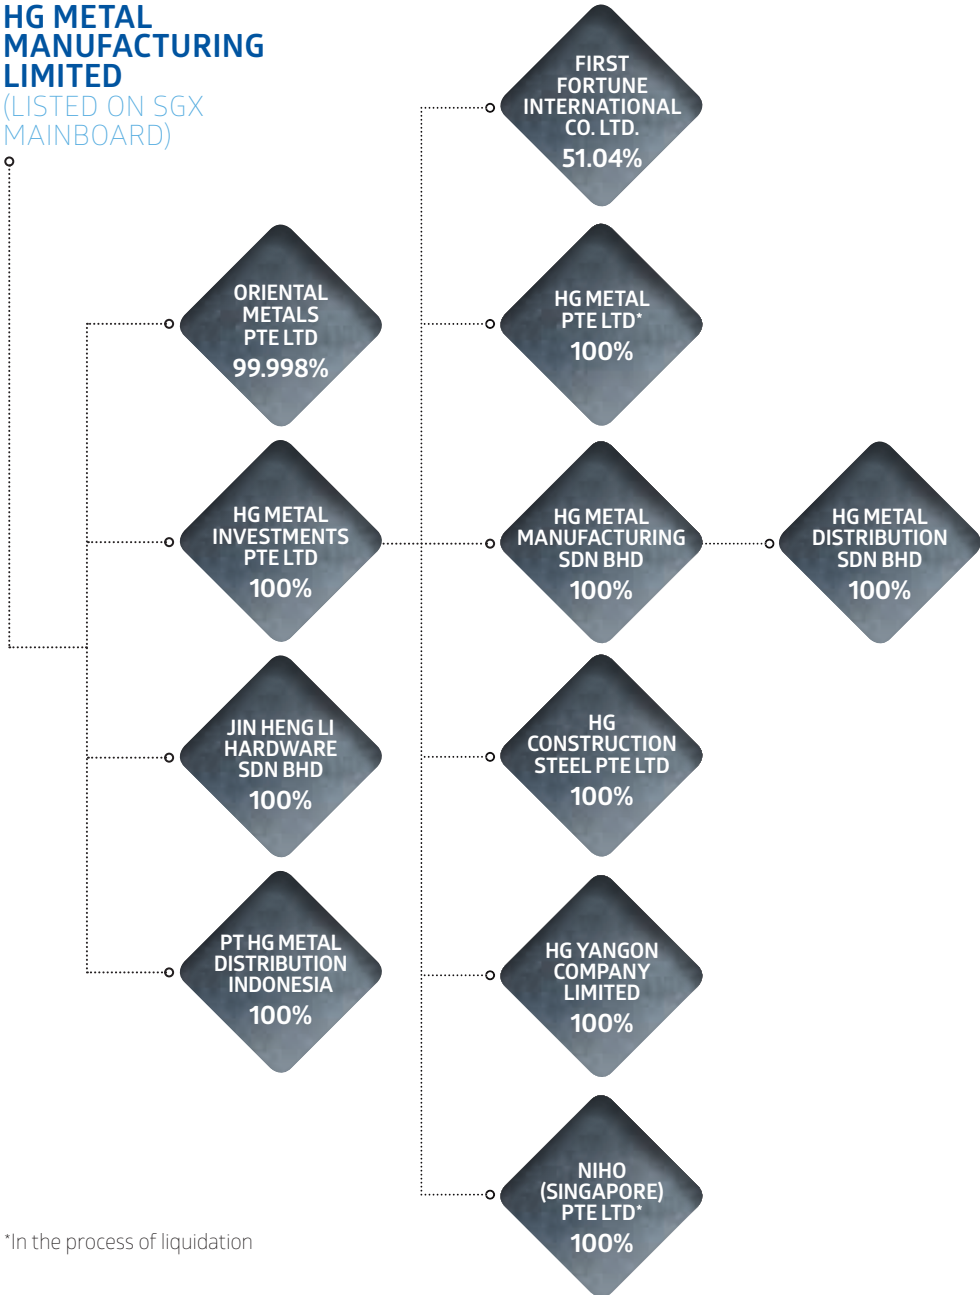 HG METAL
MANUFACTURING
LIMITED
(LISTED ON SGX
MAINBOARD)
ORIENTAL
METALS
PTE LTD
99.998%
HG METAL
INVESTMENTS
PTE LTD
100%
JIN HENG LI
HARDWARE
SDN BHD
100%
PT HG METAL
DISTRIBUTION
INDONESIA
100%
FIRST
FORTUNE
INTERNATIONAL
CO. LTD.
51.04%
HG METAL
PTE LTD*
100%
HG METAL
MANUFACTURING
SDN BHD
100%
HG
CONSTRUCTION
STEEL PTE LTD
100%
HG YANGON
COMPANY
LIMITED
100%
NIHO
(SINGAPORE)
PTE LTD*
100%
HG METAL
DISTRIBUTION
SDN BHD
100%
*In the process of liquidation